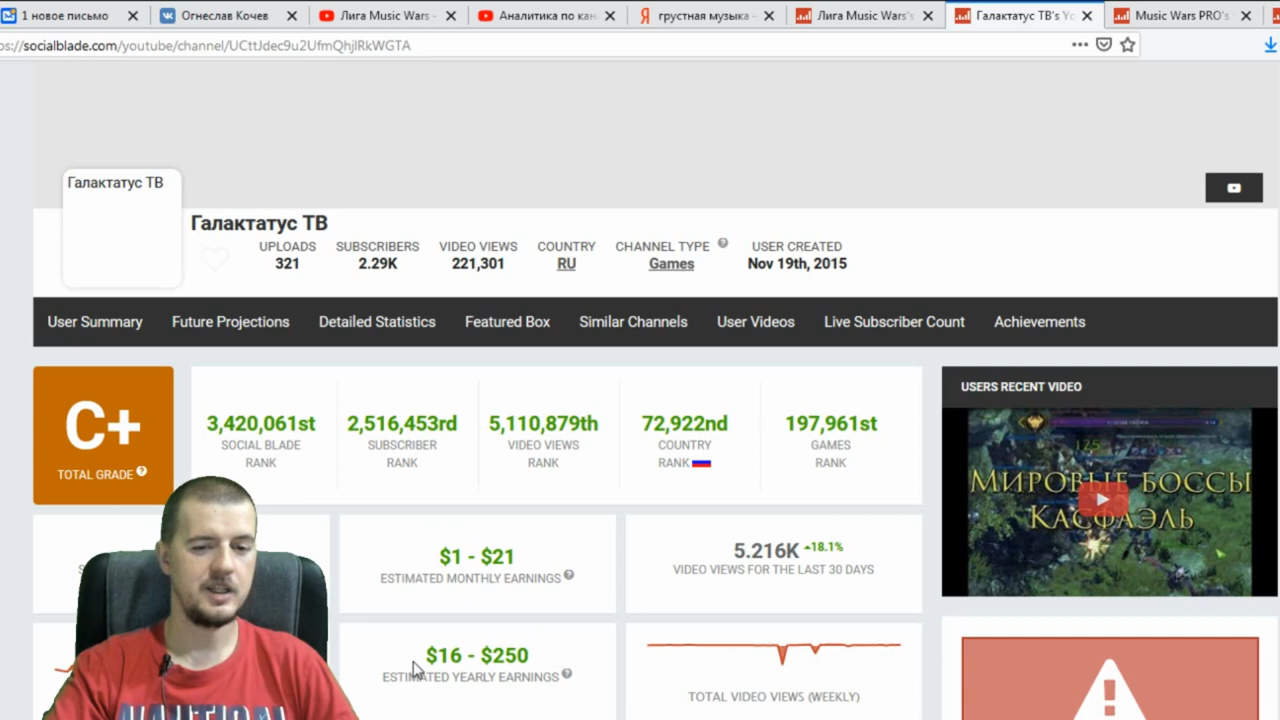 1 новое письмо
Огнеслав Кочев
Лига Music Wars -
Аналитика по кан
грустная музыка -
Лига Music Wars's
Галактатус ТВ's Yo
Music Wars PRO's
ps://socialblade.com/youtube/channel/UCttJdec9u2UfmQhjlRkWGTA
Галактатус ТВ
Галактатус ТВ
UPLOADS
321
SUBSCRIBERS
2.29K
VIDEO VIEWS
221,301
COUNTRY
RU
CHANNEL TYPE
Games
USER CREATED
Nov 19th, 2015
User Summary
Future Projections
Detailed Statistics
Featured Box
Similar Channels
User Videos
Live Subscriber Count
Achievements
C+
TOTAL GRADE
3,420,061st
SOCIAL BLADE
RANK
2,516,453rd
SUBSCRIBER
RANK
5,110,879th
VIDEO VIEWS
RANK
72,922nd
COUNTRY
RANK
197,961st
GAMES
RANK
USERS RECENT VIDEO
125
МИРОВЫЕ БОССЫ
КАСФАЭЛЬ
$1 - $21
ESTIMATED MONTHLY EARNINGS
5.216K 18.1%
VIDEO VIEWS FOR THE LAST 30 DAYS
$16 - $250
ESTIMATED YEARLY EARNINGS
TOTAL VIDEO VIEWS (WEEKLY)
NAUTICAL